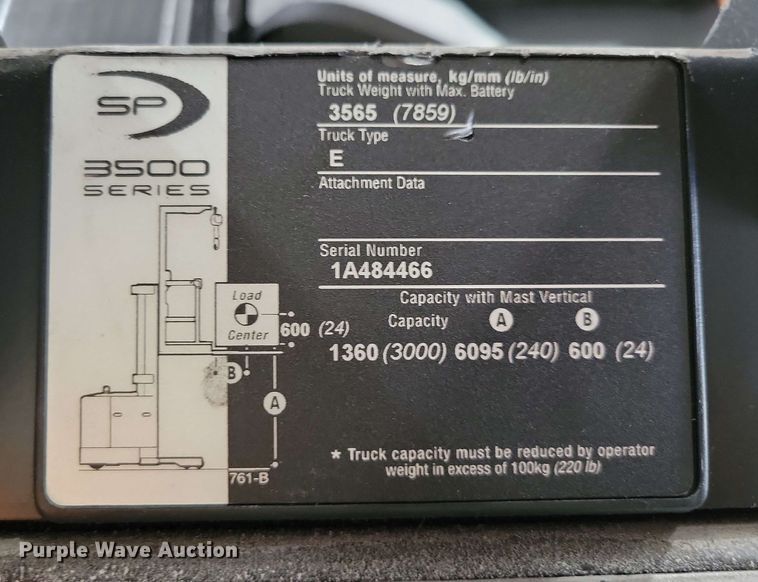 SP
3500
SERIES
Units of measure, kg/mm (lb/in)
Truck Weight with Max. Battery
3565 (7859)
Truck Type
E
Attachment Data
Serial Number
1A484466
Capacity with Mast Vertical
Capacity A B
1360 (3000) 6095 (240) 600 (24)
Load
Center
600 (24)
B
A
761-B
* Truck capacity must be reduced by operator
weight in excess of 100kg (220 lb)
Purple Wave Auction